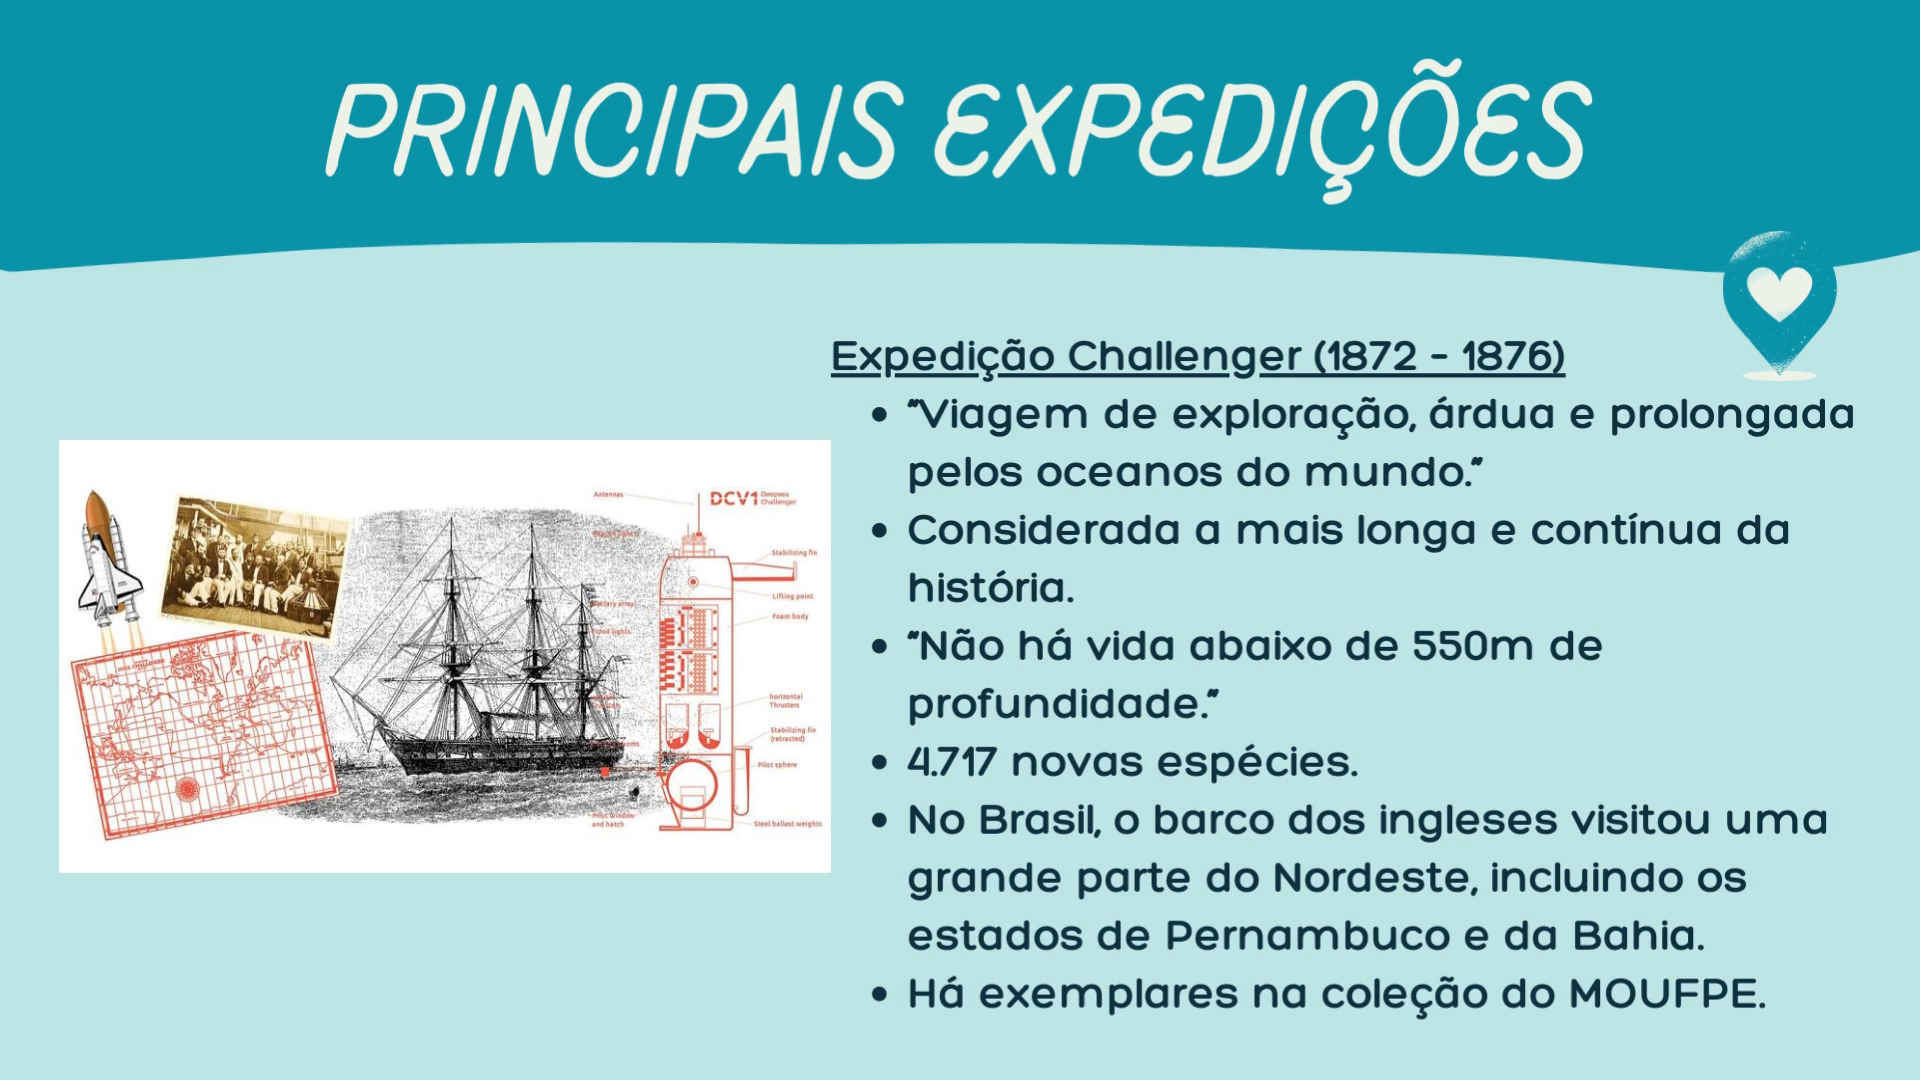 PRINCIPAIS EXPEDIÇÕES
Expedição Challenger (1872 - 1876)
• "Viagem de exploração, árdua e prolongada
pelos oceanos do mundo."
• Considerada a mais longa e contínua da
história.
• "Não há vida abaixo de 550m de
profundidade."
• 4.717 novas espécies.
• No Brasil, o barco dos ingleses visitou uma
grande parte do Nordeste, incluindo os
estados de Pernambuco e da Bahia.
• Há exemplares na coleção do MOUFPE.
Antennas
DCV1 Deepsea
Challenger
Stabilizing fin
Lifting point
Battery array
Foam body
Flood lights
horizontal
Thrusters
Stabilizing fin
(retracted)
Pilot sphere
Pilot window
and hatch
Steel ballast weights